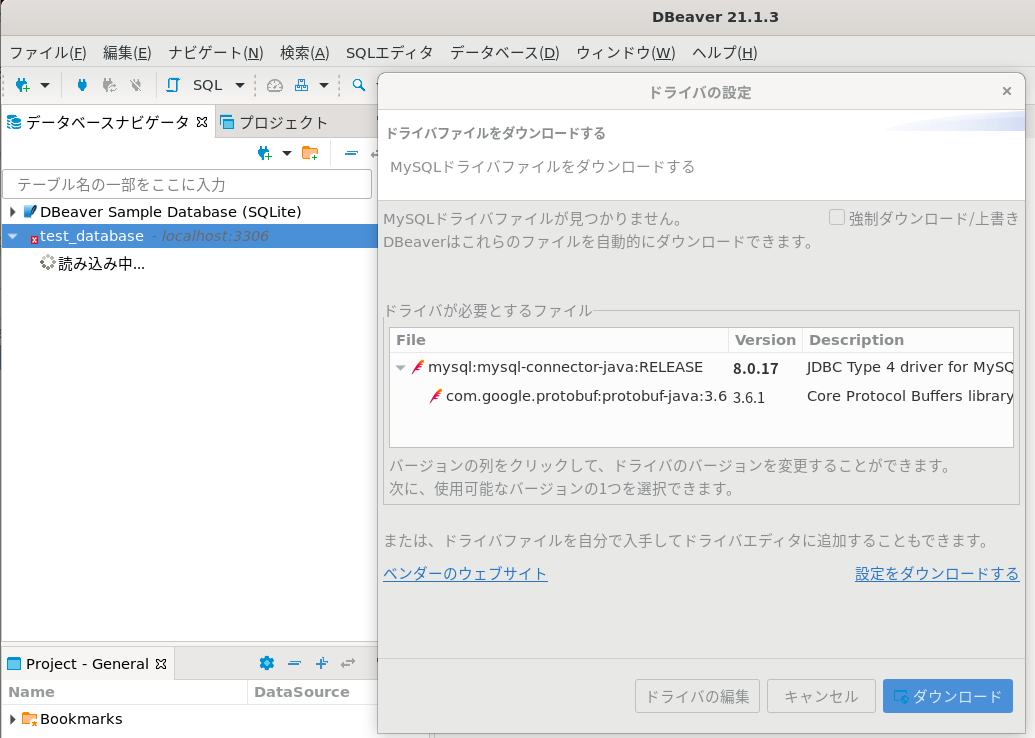 DBeaver 21.1.3
ファイル(F) 編集(E) ナビゲート(N) 検索(A) SQLエディタ データベース(D) ウィンドウ(W) ヘルプ(H)
SQL
データベースナビゲータ プロジェクト
テーブル名の一部をここに入力
DBeaver Sample Database (SQLite)
test_database - localhost:3306
読み込み中...
Project - General
Name DataSource
Bookmarks
ドライバの設定
ドライバファイルをダウンロードする
MySQLドライバファイルをダウンロードする
MySQLドライバファイルが見つかりません。 強制ダウンロード/上書き
DBeaverはこれらのファイルを自動的にダウンロードできます。
ドライバが必要とするファイル
File Version Description
mysql:mysql-connector-java:RELEASE 8.0.17 JDBC Type 4 driver for MySQ
com.google.protobuf:protobuf-java:3.6 3.6.1 Core Protocol Buffers library
バージョンの列をクリックして、ドライバのバージョンを変更することができます。
次に、使用可能なバージョンの1つを選択できます。
または、ドライバファイルを自分で入手してドライバエディタに追加することもできます。
ベンダーのウェブサイト 設定をダウンロードする
ドライバの編集 キャンセル ダウンロード